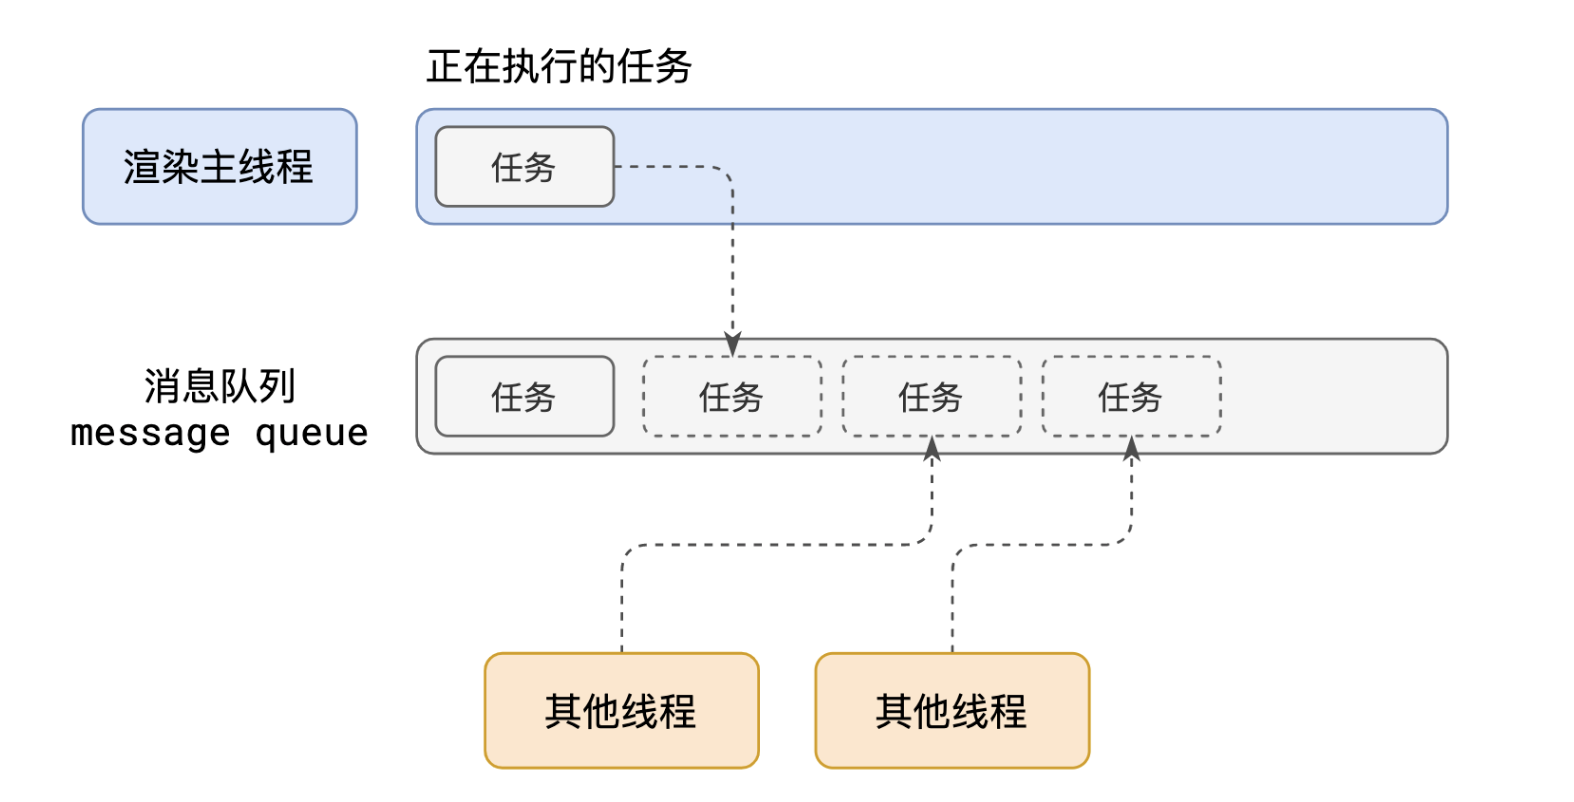 正在执行的任务
渲染主线程
任务
消息队列
message queue
任务
任务
任务
任务
其他线程
其他线程